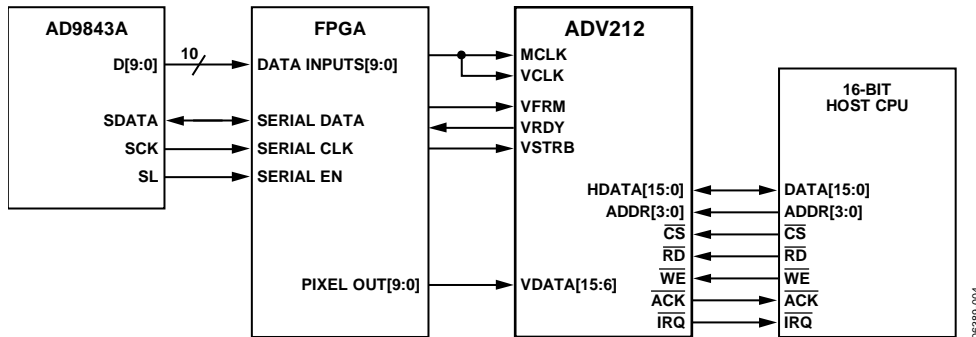 AD9843A
D[9:0]
SDATA
SCK
SL
10
FPGA
DATA INPUTS[9:0]
SERIAL DATA
SERIAL CLK
SERIAL EN
PIXEL OUT[9:0]
ADV212
MCLK
VCLK
VFRM
VRDY
VSTRB
HDATA[15:0]
ADDR[3:0]
CS
RD
WE
VDATA[15:6]
ACK
IRQ
16-BIT
HOST CPU
DATA[15:0]
ADDR[3:0]
CS
RD
WE
ACK
IRQ